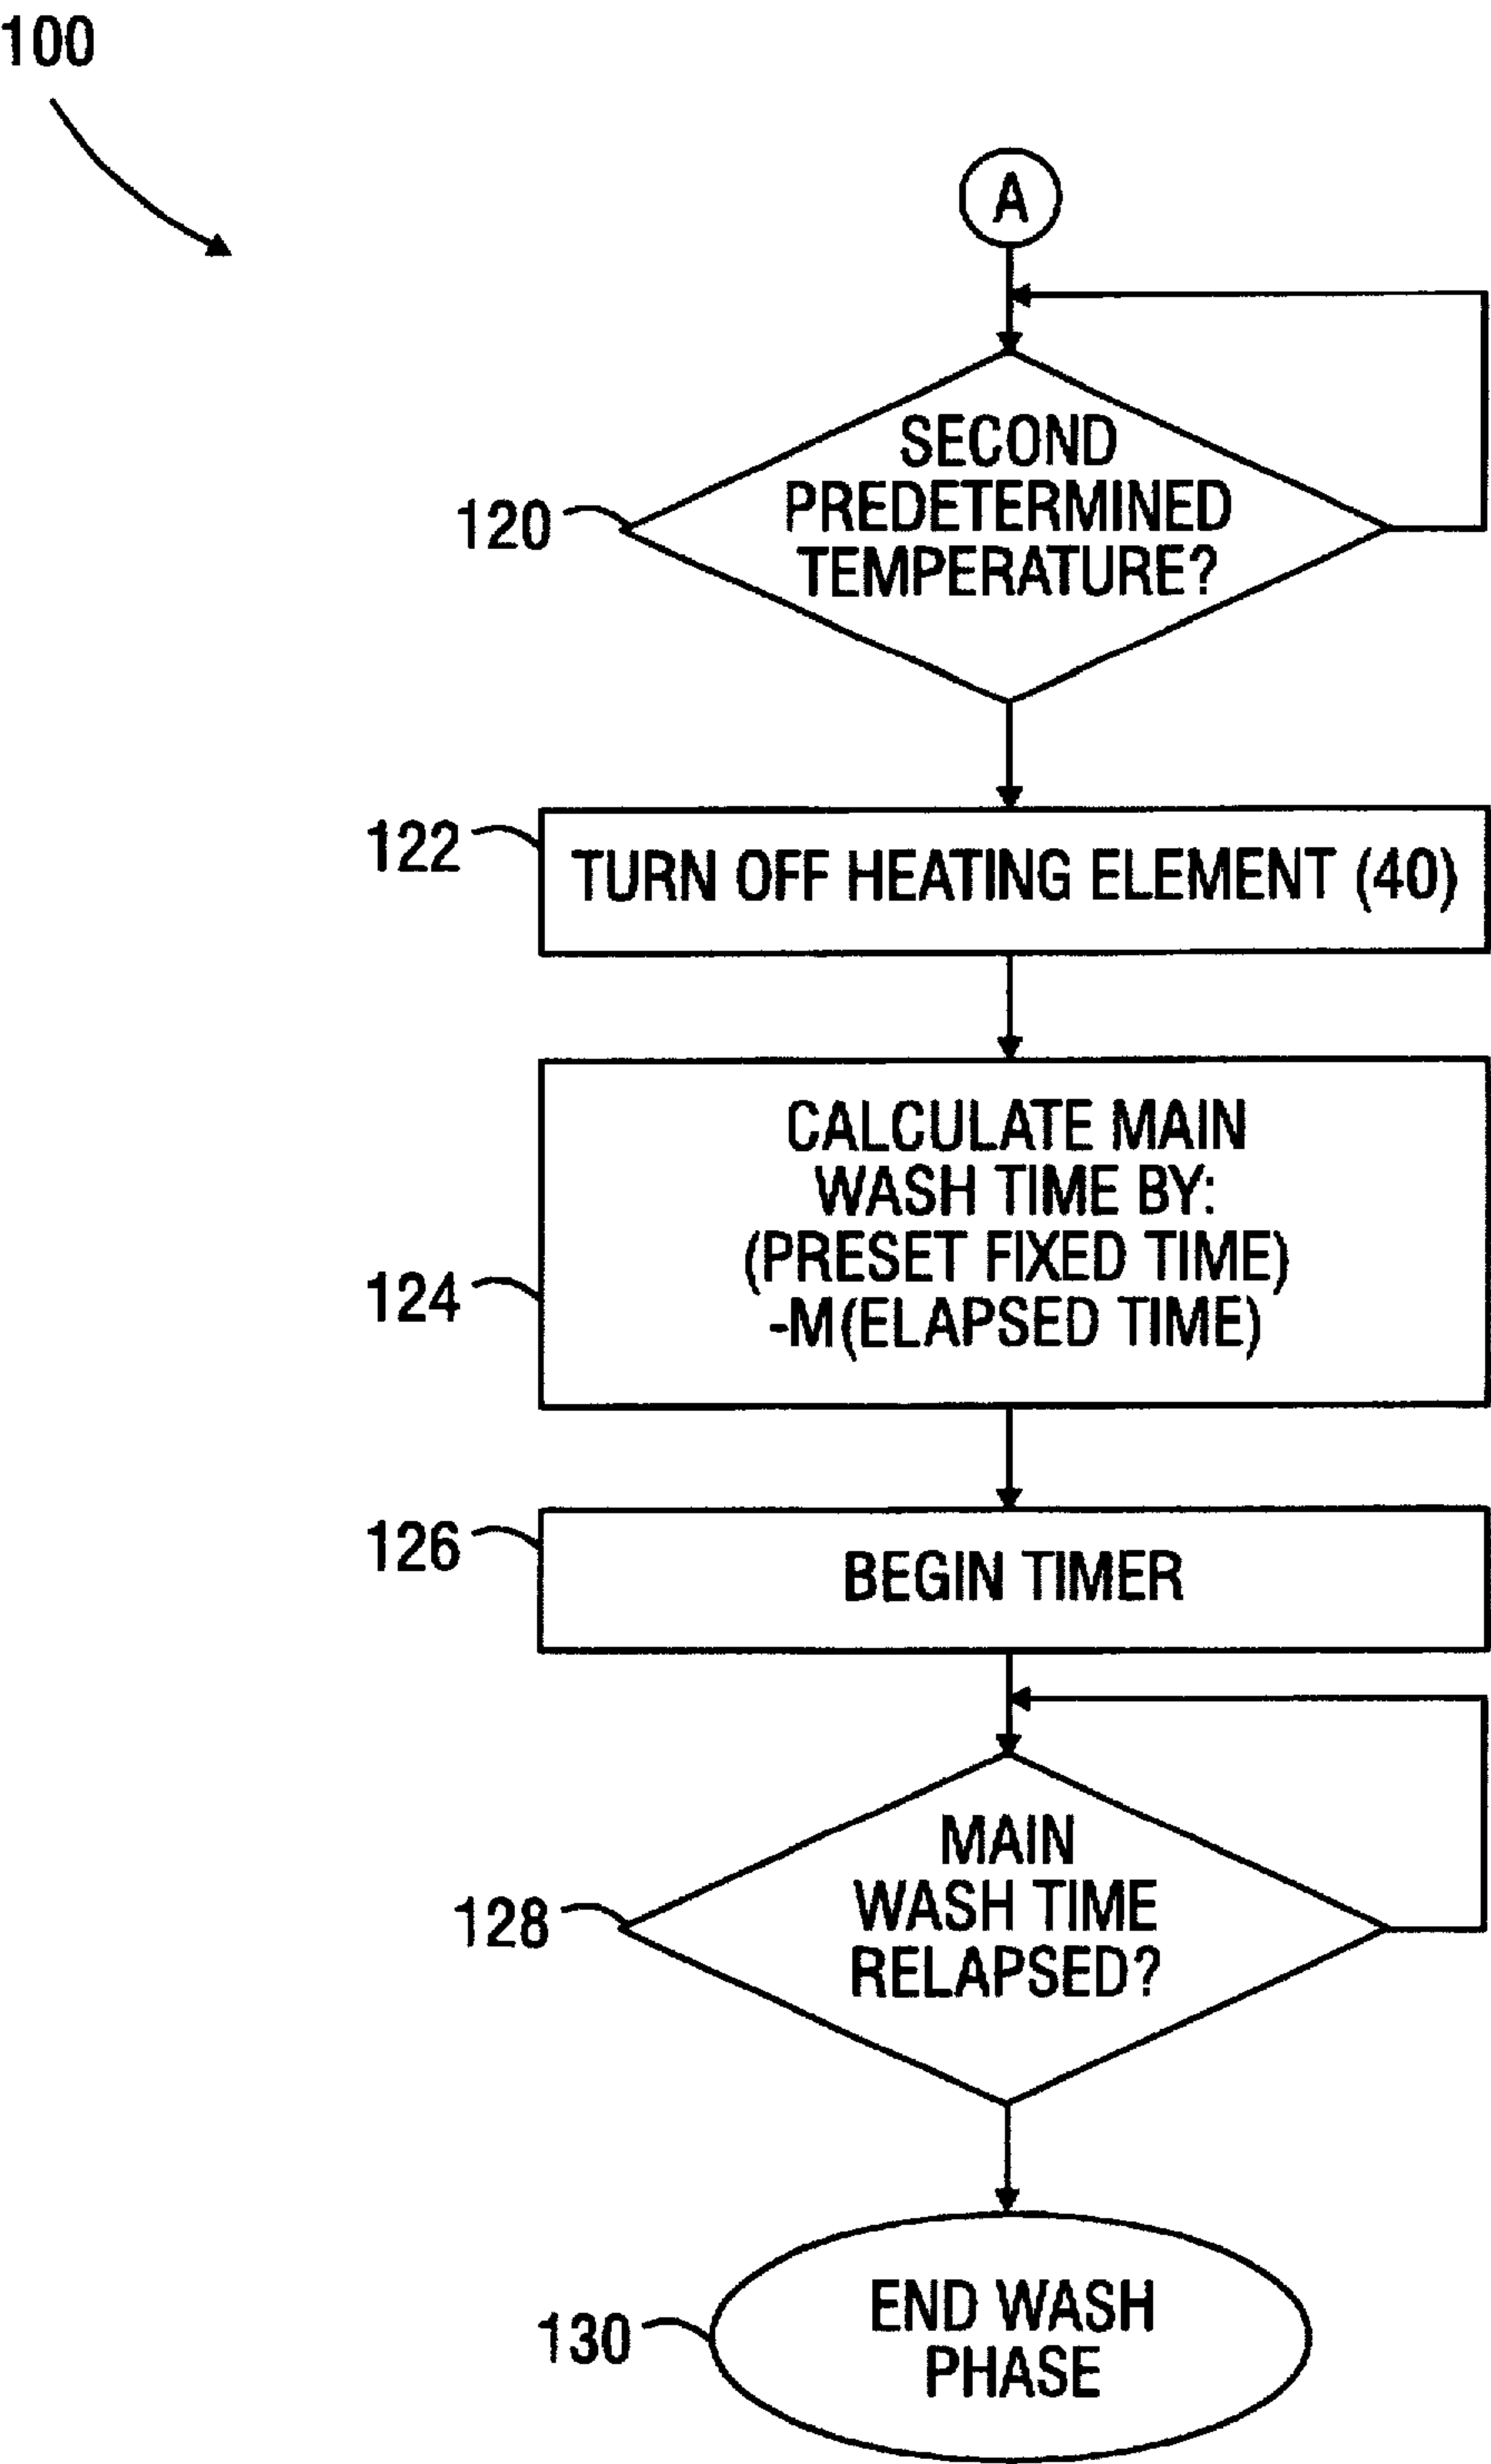 100
A
SECOND
PREDETERMINED
120
TEMPERATURE?
122
TURN OFF HEATING ELEMENT (40)
CALCULATE MAIN
WASH TIME BY:
(PRESET FIXED TIME)
124
-M(ELAPSED TIME)
126
BEGIN TIMER
MAIN
WASH TIME
128
RELAPSED?
END WASH
130
PHASE